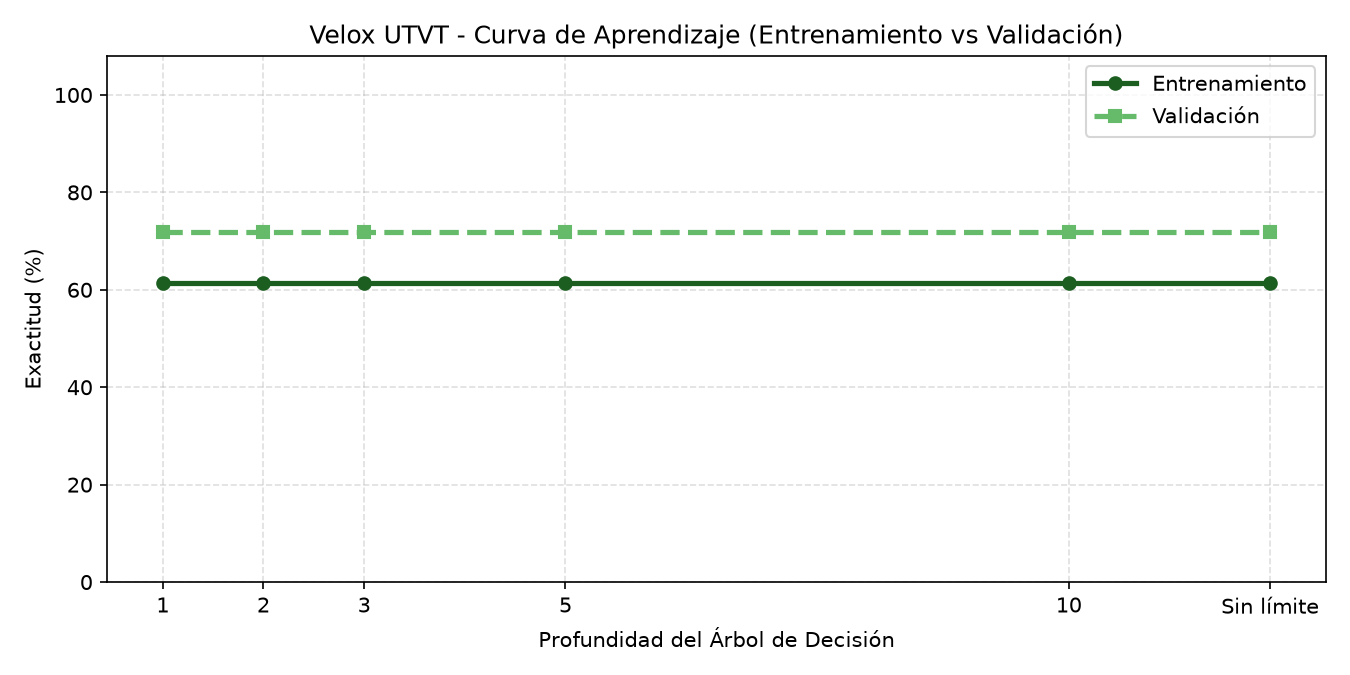 Velox UTVT - Curva de Aprendizaje (Entrenamiento vs Validación)
Entrenamiento
Validación
Exactitud (%)
100
80
60
40
20
0
1 2 3 5 10 Sin límite
Profundidad del Árbol de Decisión